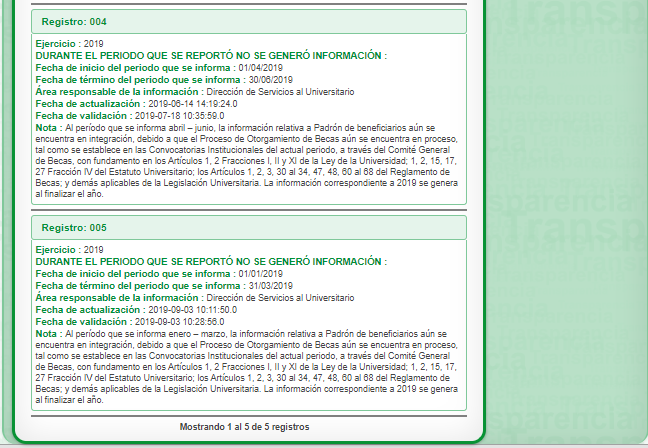 Registro: 004
Ejercicio : 2019
DURANTE EL PERIODO QUE SE REPORTÓ NO SE GENERÓ INFORMACIÓN :
Fecha de inicio del periodo que se informa : 01/04/2019
Fecha de término del periodo que se informa : 30/06/2019
Área responsable de la información : Dirección de Servicios al Universitario
Fecha de actualización : 2019-06-14 14:19:24.0
Fecha de validación : 2019-07-18 10:35:59.0
Nota : Al período que se informa abril – junio, la información relativa a Padrón de beneficiarios aún se
encuentra en integración, debido a que el Proceso de Otorgamiento de Becas aún se encuentra en proceso,
tal como se establece en las Convocatorias Institucionales del actual periodo, a través del Comité General
de Becas, con fundamento en los Artículos 1, 2 Fracciones I, II y XI de la Ley de la Universidad; 1, 2, 15, 17,
27 Fracción IV del Estatuto Universitario; los Artículos 1, 2, 3, 30 al 34, 47, 48, 60 al 68 del Reglamento de
Becas; y demás aplicables de la Legislación Universitaria. La información correspondiente a 2019 se genera
al finalizar el año.
Registro: 005
Ejercicio : 2019
DURANTE EL PERIODO QUE SE REPORTÓ NO SE GENERÓ INFORMACIÓN :
Fecha de inicio del periodo que se informa : 01/01/2019
Fecha de término del periodo que se informa : 31/03/2019
Área responsable de la información : Dirección de Servicios al Universitario
Fecha de actualización : 2019-09-03 10:11:50.0
Fecha de validación : 2019-09-03 10:28:56.0
Nota : Al período que se informa enero – marzo, la información relativa a Padrón de beneficiarios aún se
encuentra en integración, debido a que el Proceso de Otorgamiento de Becas aún se encuentra en proceso,
tal como se establece en las Convocatorias Institucionales del actual periodo, a través del Comité General
de Becas, con fundamento en los Artículos 1, 2 Fracciones I, II y XI de la Ley de la Universidad; 1, 2, 15, 17,
27 Fracción IV del Estatuto Universitario; los Artículos 1, 2, 3, 30 al 34, 47, 48, 60 al 68 del Reglamento de
Becas; y demás aplicables de la Legislación Universitaria. La información correspondiente a 2019 se genera
al finalizar el año.
Mostrando 1 al 5 de 5 registros